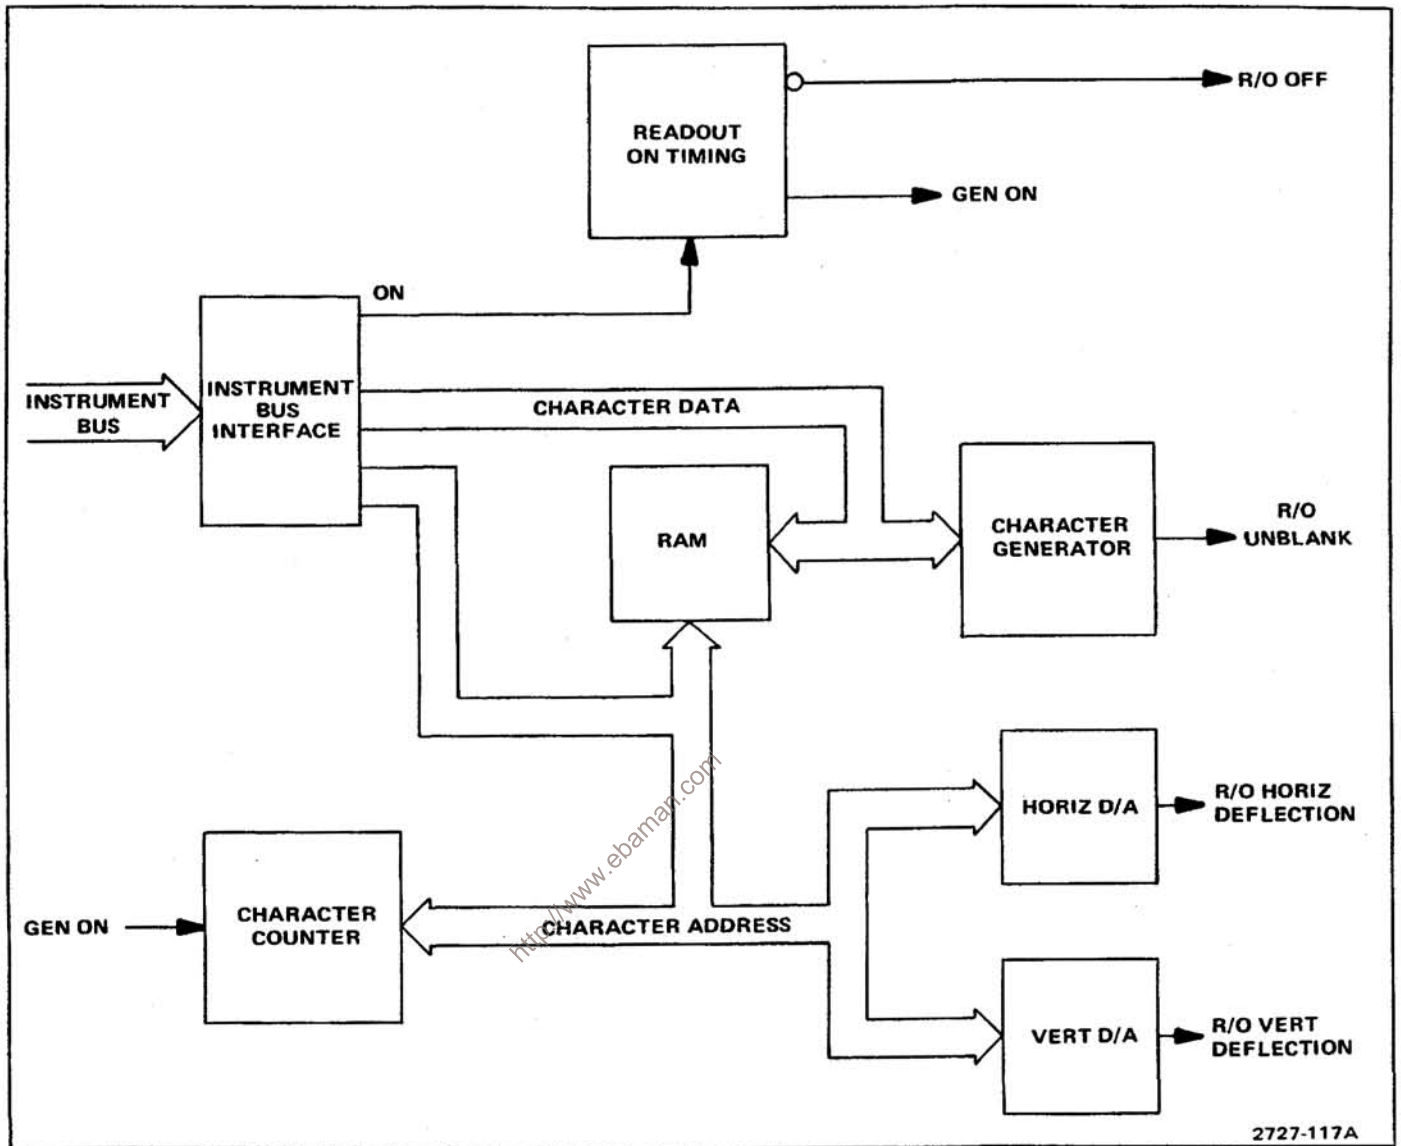 READOUT
ON TIMING
R/O OFF
GEN ON
ON
INSTRUMENT
BUS
INSTRUMENT
BUS
INTERFACE
CHARACTER DATA
RAM
CHARACTER
GENERATOR
R/O
UNBLANK
HORIZ D/A
R/O HORIZ
DEFLECTION
GEN ON
CHARACTER
COUNTER
CHARACTER ADDRESS
http://www.ebaman.com
VERT D/A
R/O VERT
DEFLECTION
2727-117A